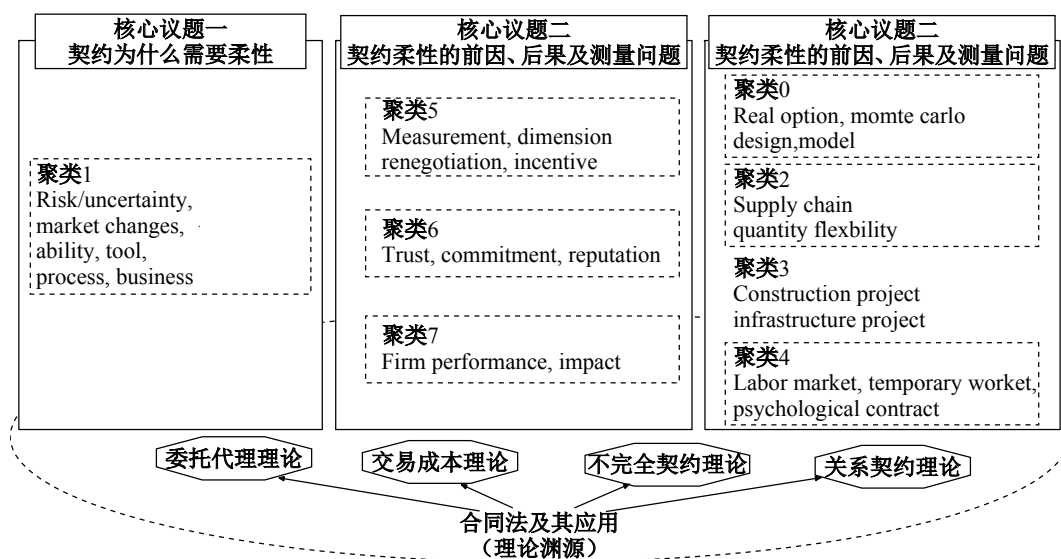 核心议题一
契约为什么需要柔性
聚类1
Risk/uncertainty,
market changes,
ability, tool,
process, business
核心议题二
契约柔性的前因、后果及测量问题
聚类5
Measurement, dimension
renegotiation, incentive
聚类6
Trust, commitment, reputation
聚类7
Firm performance, impact
核心议题二
契约柔性的前因、后果及测量问题
聚类0
Real option, momte carlo
design,model
聚类2
Supply chain
quantity flexbility
聚类3
Construction project
infrastructure project
聚类4
Labor market, temporary worket,
psychological contract
委托代理理论
交易成本理论
不完全契约理论
关系契约理论
合同法及其应用
（理论渊源）